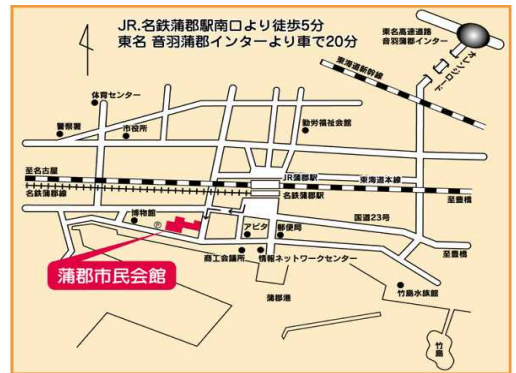 JR.名鉄蒲郡駅南口より徒歩5分
東名 音羽蒲郡インターより車で20分
東名高速道路
音羽蒲郡インター
オレンジロード
東海道新幹線
体育センター
警察署
市役所
勤労福祉会館
至名古屋
JR蒲郡駅
東海道本線
名鉄蒲郡線
名鉄蒲郡駅
至豊橋
博物館
国道23号
P
アピタ
郵便局
至豊橋
蒲郡市民会館
商工会議所
情報ネットワークセンター
蒲郡港
竹島水族館
竹島